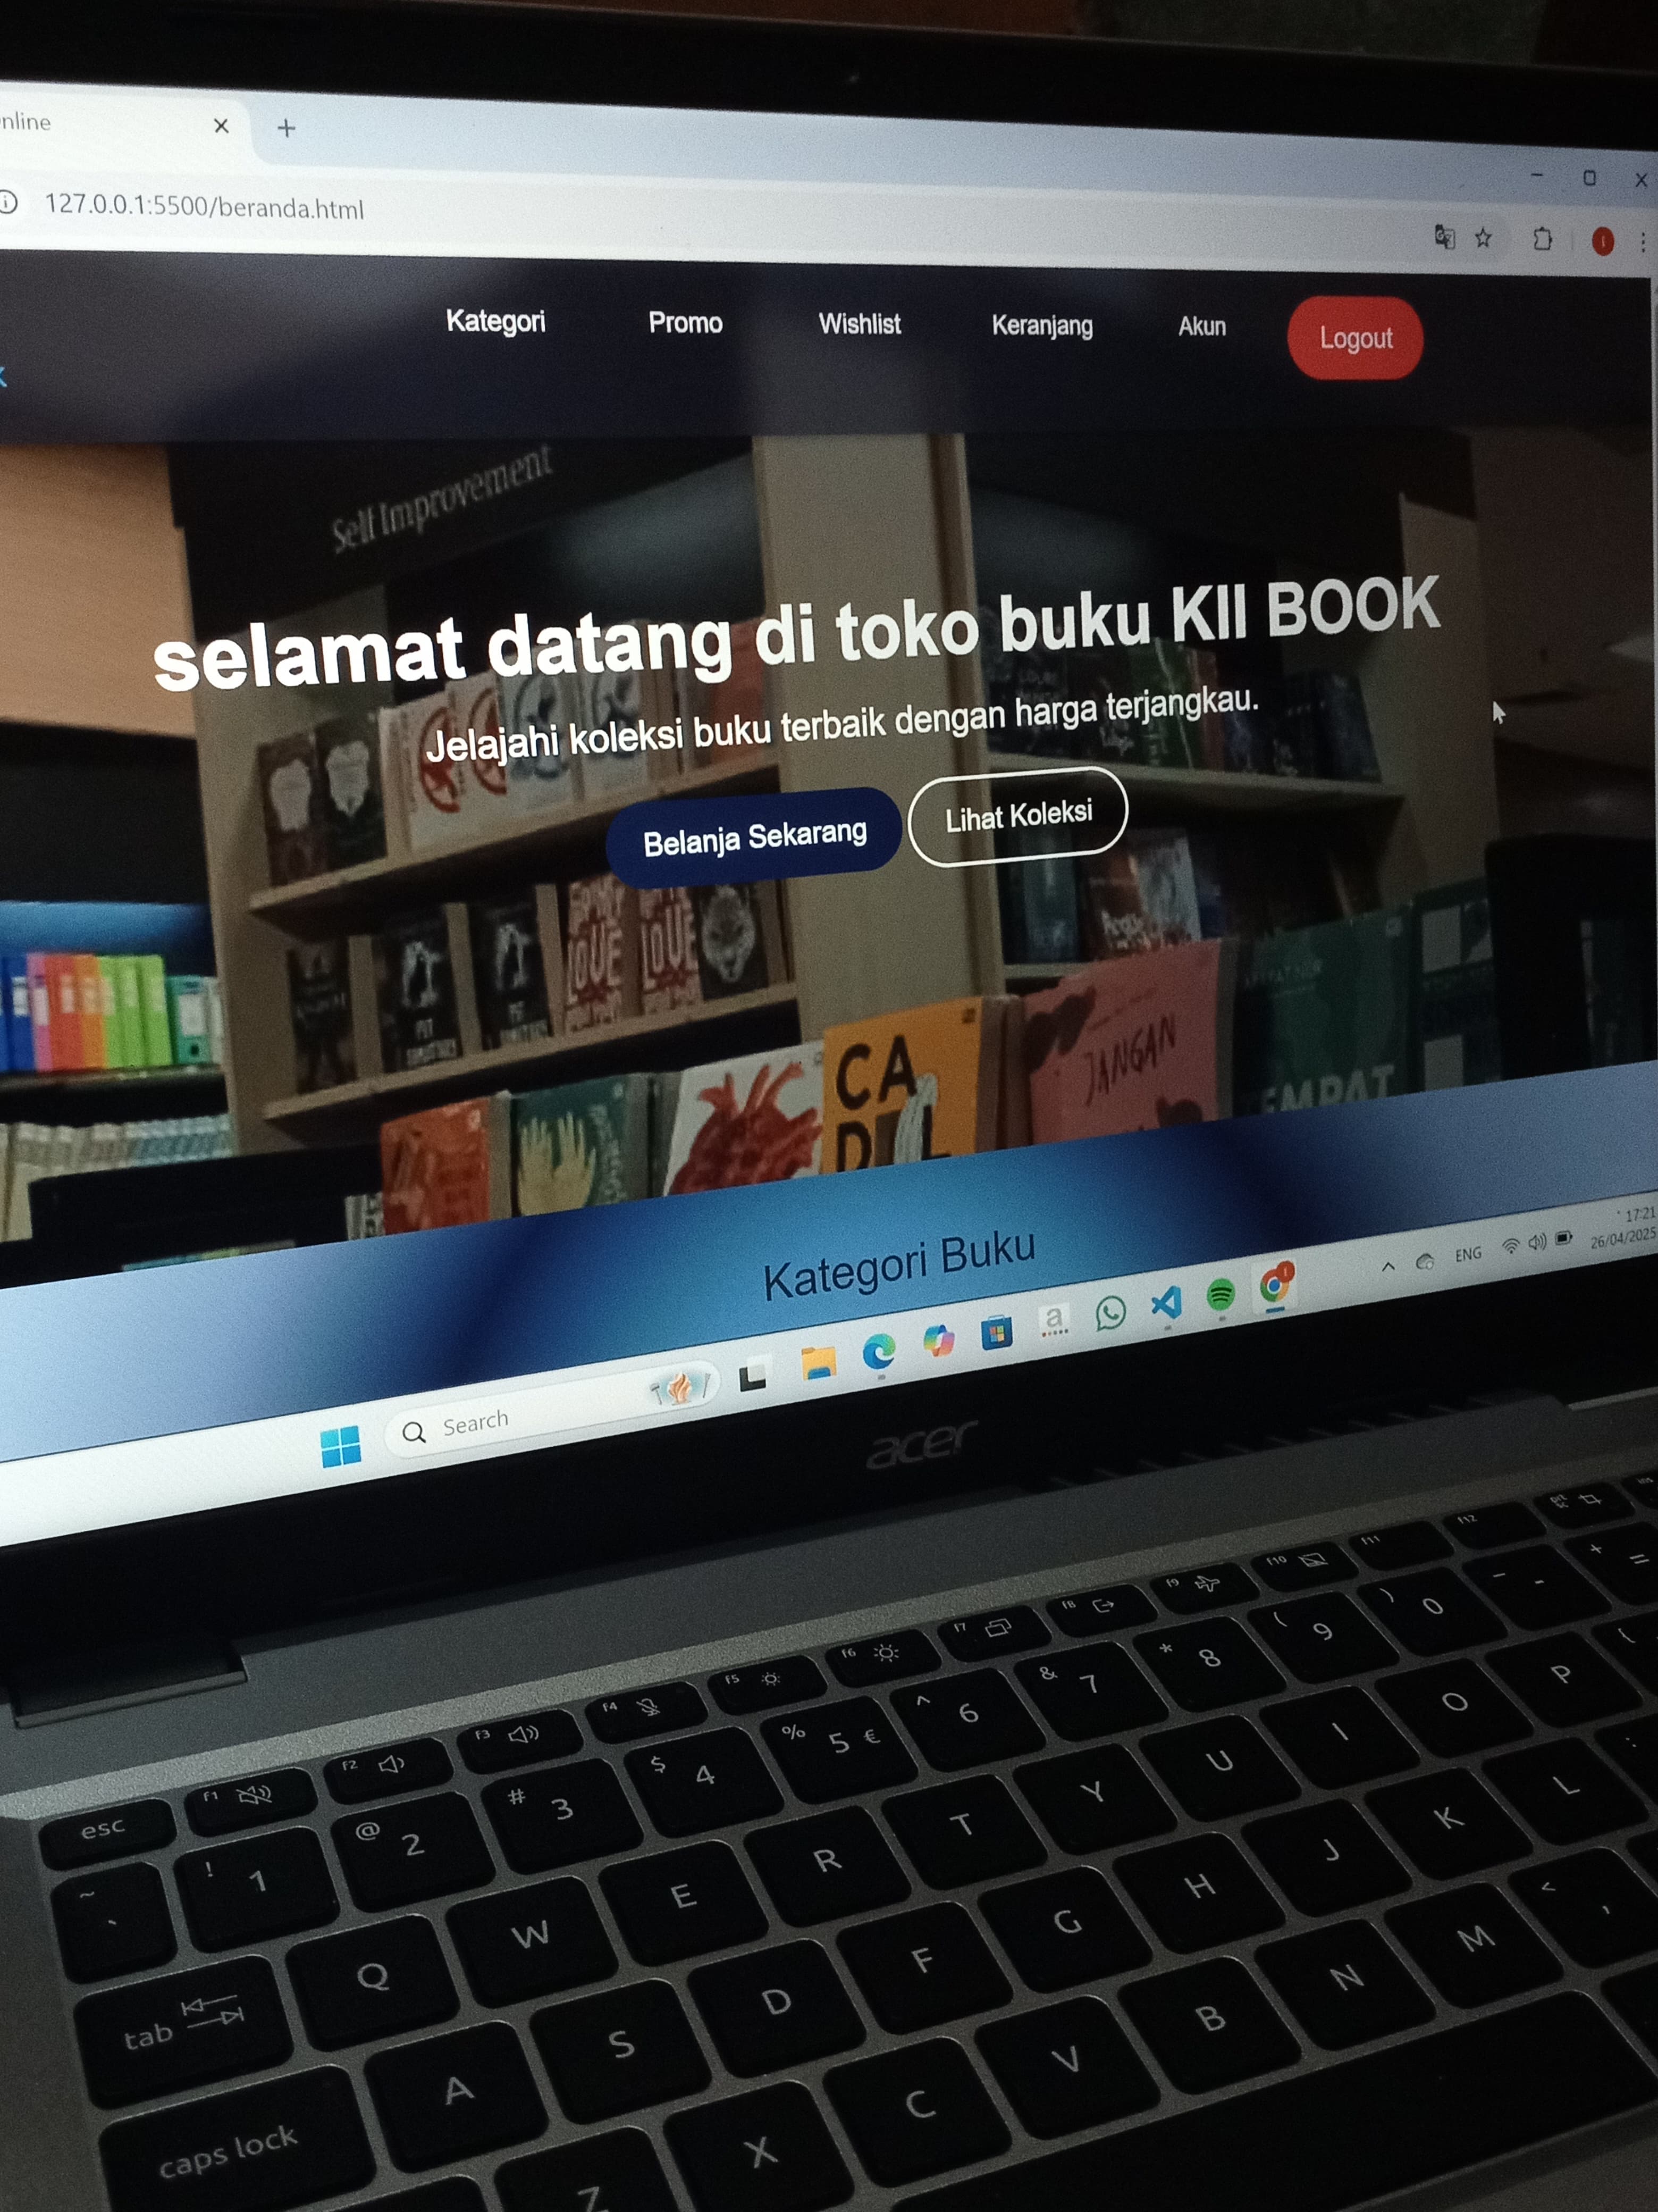 nline
127.0.0.1:5500/beranda.html
Kategori Promo Wishlist Keranjang Akun Logout
Self Improvement
selamat datang di toko buku KII BOOK
Jelajahi koleksi buku terbaik dengan harga terjangkau.
Belanja Sekarang Lihat Koleksi
LOUE LOUE
CA
JANGAN
EMPAT
Kategori Buku
17:21
ENG 26/04/2025
Search
a
acer
esc f1 f2 f3 f4 f5 f6 f7 f8 f9 f10 f11 f12
~ ` ! 1 @ 2 # 3 $ 4 % 5 € ^ 6 & 7 * 8 ( 9 ) 0 _ - + =
tab Q W E R T Y U I O P
caps lock A S D F G H J K L :
Z X C V B N M < ,